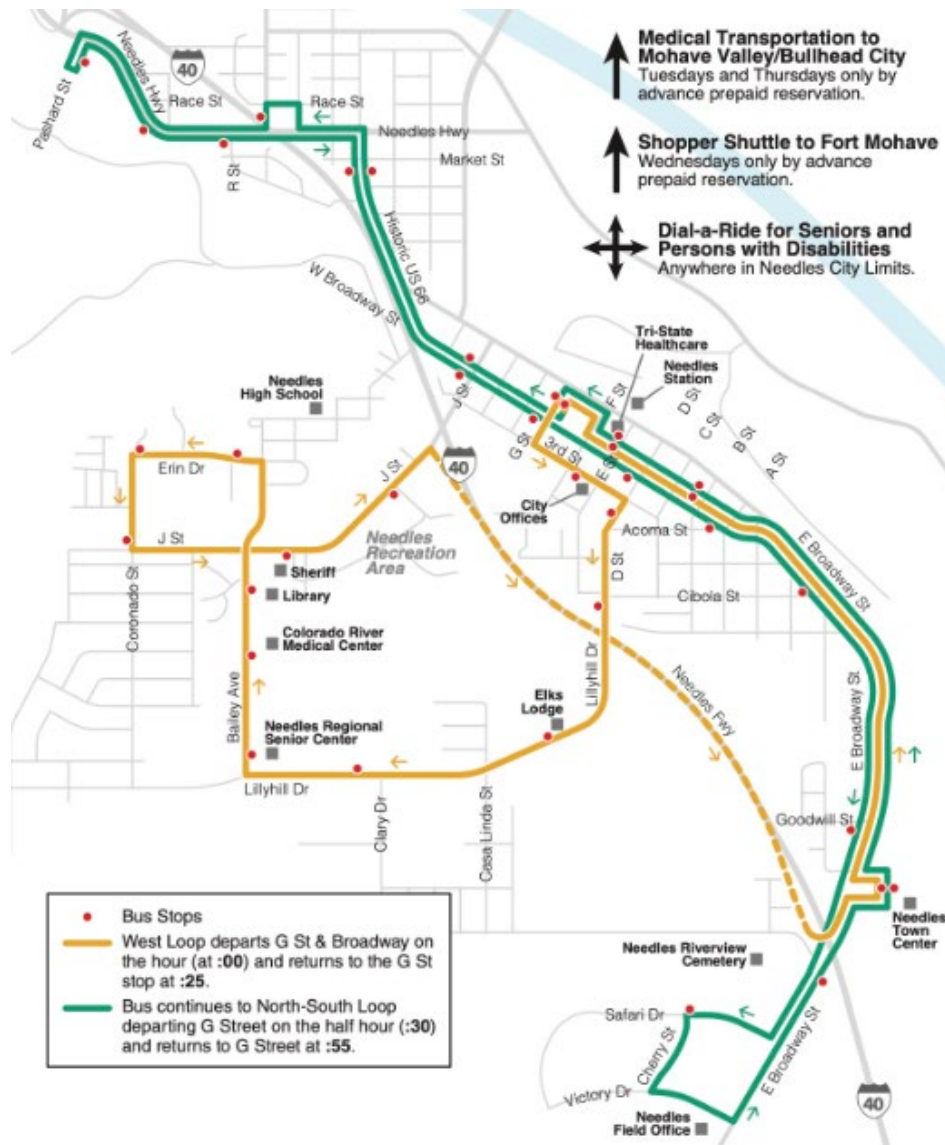 Medical Transportation to
Mohave Valley/Bullhead City
Tuesdays and Thursdays only by
advance prepaid reservation.
Shopper Shuttle to Fort Mohave
Wednesdays only by advance
prepaid reservation.
Dial-a-Ride for Seniors and
Persons with Disabilities
Anywhere in Needles City Limits.
Needles Hwy
40
Race St
Race St
Pashard St
Needles Hwy
Market St
R St
Historic US 66
W Broadway St
Tri-State
Healthcare
Needles
Station
Needles
High School
J St
F St
D St
C St
B St
A St
G St
3rd St
E St
Erin Dr
J St
40
City
Offices
Acoma St
E Broadway St
J St
Needles
Recreation
Area
D St
Sheriff
Library
Cibola St
Coronado St
Colorado River
Medical Center
Lillyhill Dr
Needles Fwy
Elks
Lodge
E Broadway St
Bailey Ave
Needles Regional
Senior Center
Lillyhill Dr
Clary Dr
Casa Linda St
Goodwill St
Needles
Town
Center
Bus Stops
West Loop departs G St & Broadway on
the hour (at :00) and returns to the G St
stop at :25.
Bus continues to North-South Loop
departing G Street on the half hour (:30)
and returns to G Street at :55.
Needles Riverview
Cemetery
Safari Dr
Cherry St
E Broadway St
Victory Dr
Needles
Field Office
40